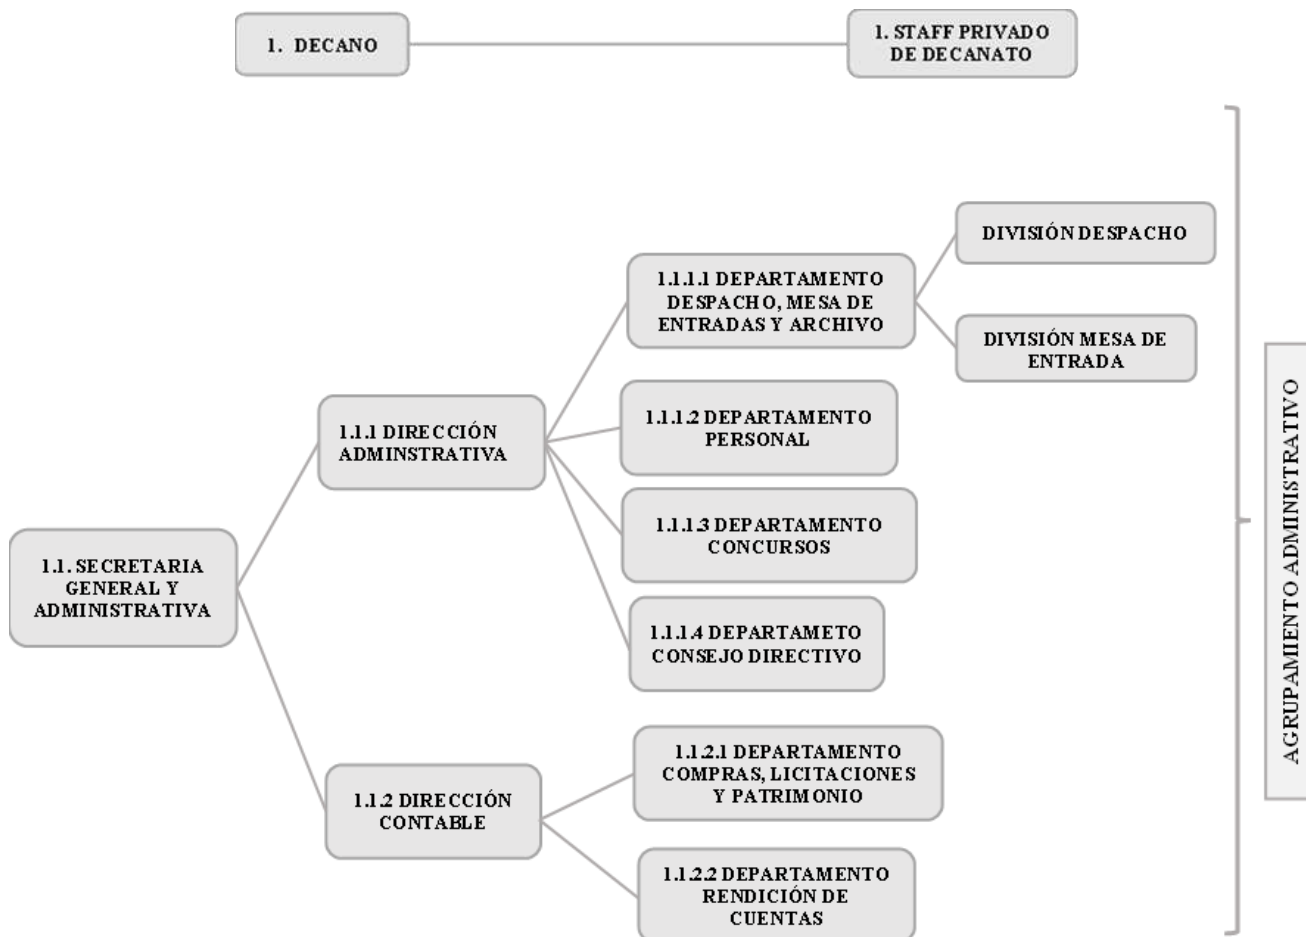 1. DECANO
1. STAFF PRIVADO
DE DECANATO
DIVISIÓN DESPACHO
1.1.1.1 DEPARTAMENTO
DESPACHO, MESA DE
ENTRADAS Y ARCHIVO
DIVISIÓN MESA DE
ENTRADA
1.1.1.2 DEPARTAMENTO
PERSONAL
1.1.1 DIRECCIÓN
ADMINSTRATIVA
1.1.1.3 DEPARTAMENTO
CONCURSOS
1.1. SECRETARIA
GENERAL Y
ADMINISTRATIVA
1.1.1.4 DEPARTAMETO
CONSEJO DIRECTIVO
1.1.2.1 DEPARTAMENTO
COMPRAS, LICITACIONES
Y PATRIMONIO
1.1.2 DIRECCIÓN
CONTABLE
1.1.2.2 DEPARTAMENTO
RENDICIÓN DE
CUENTAS
AGRUPAMIENTO ADMINISTRATIVO